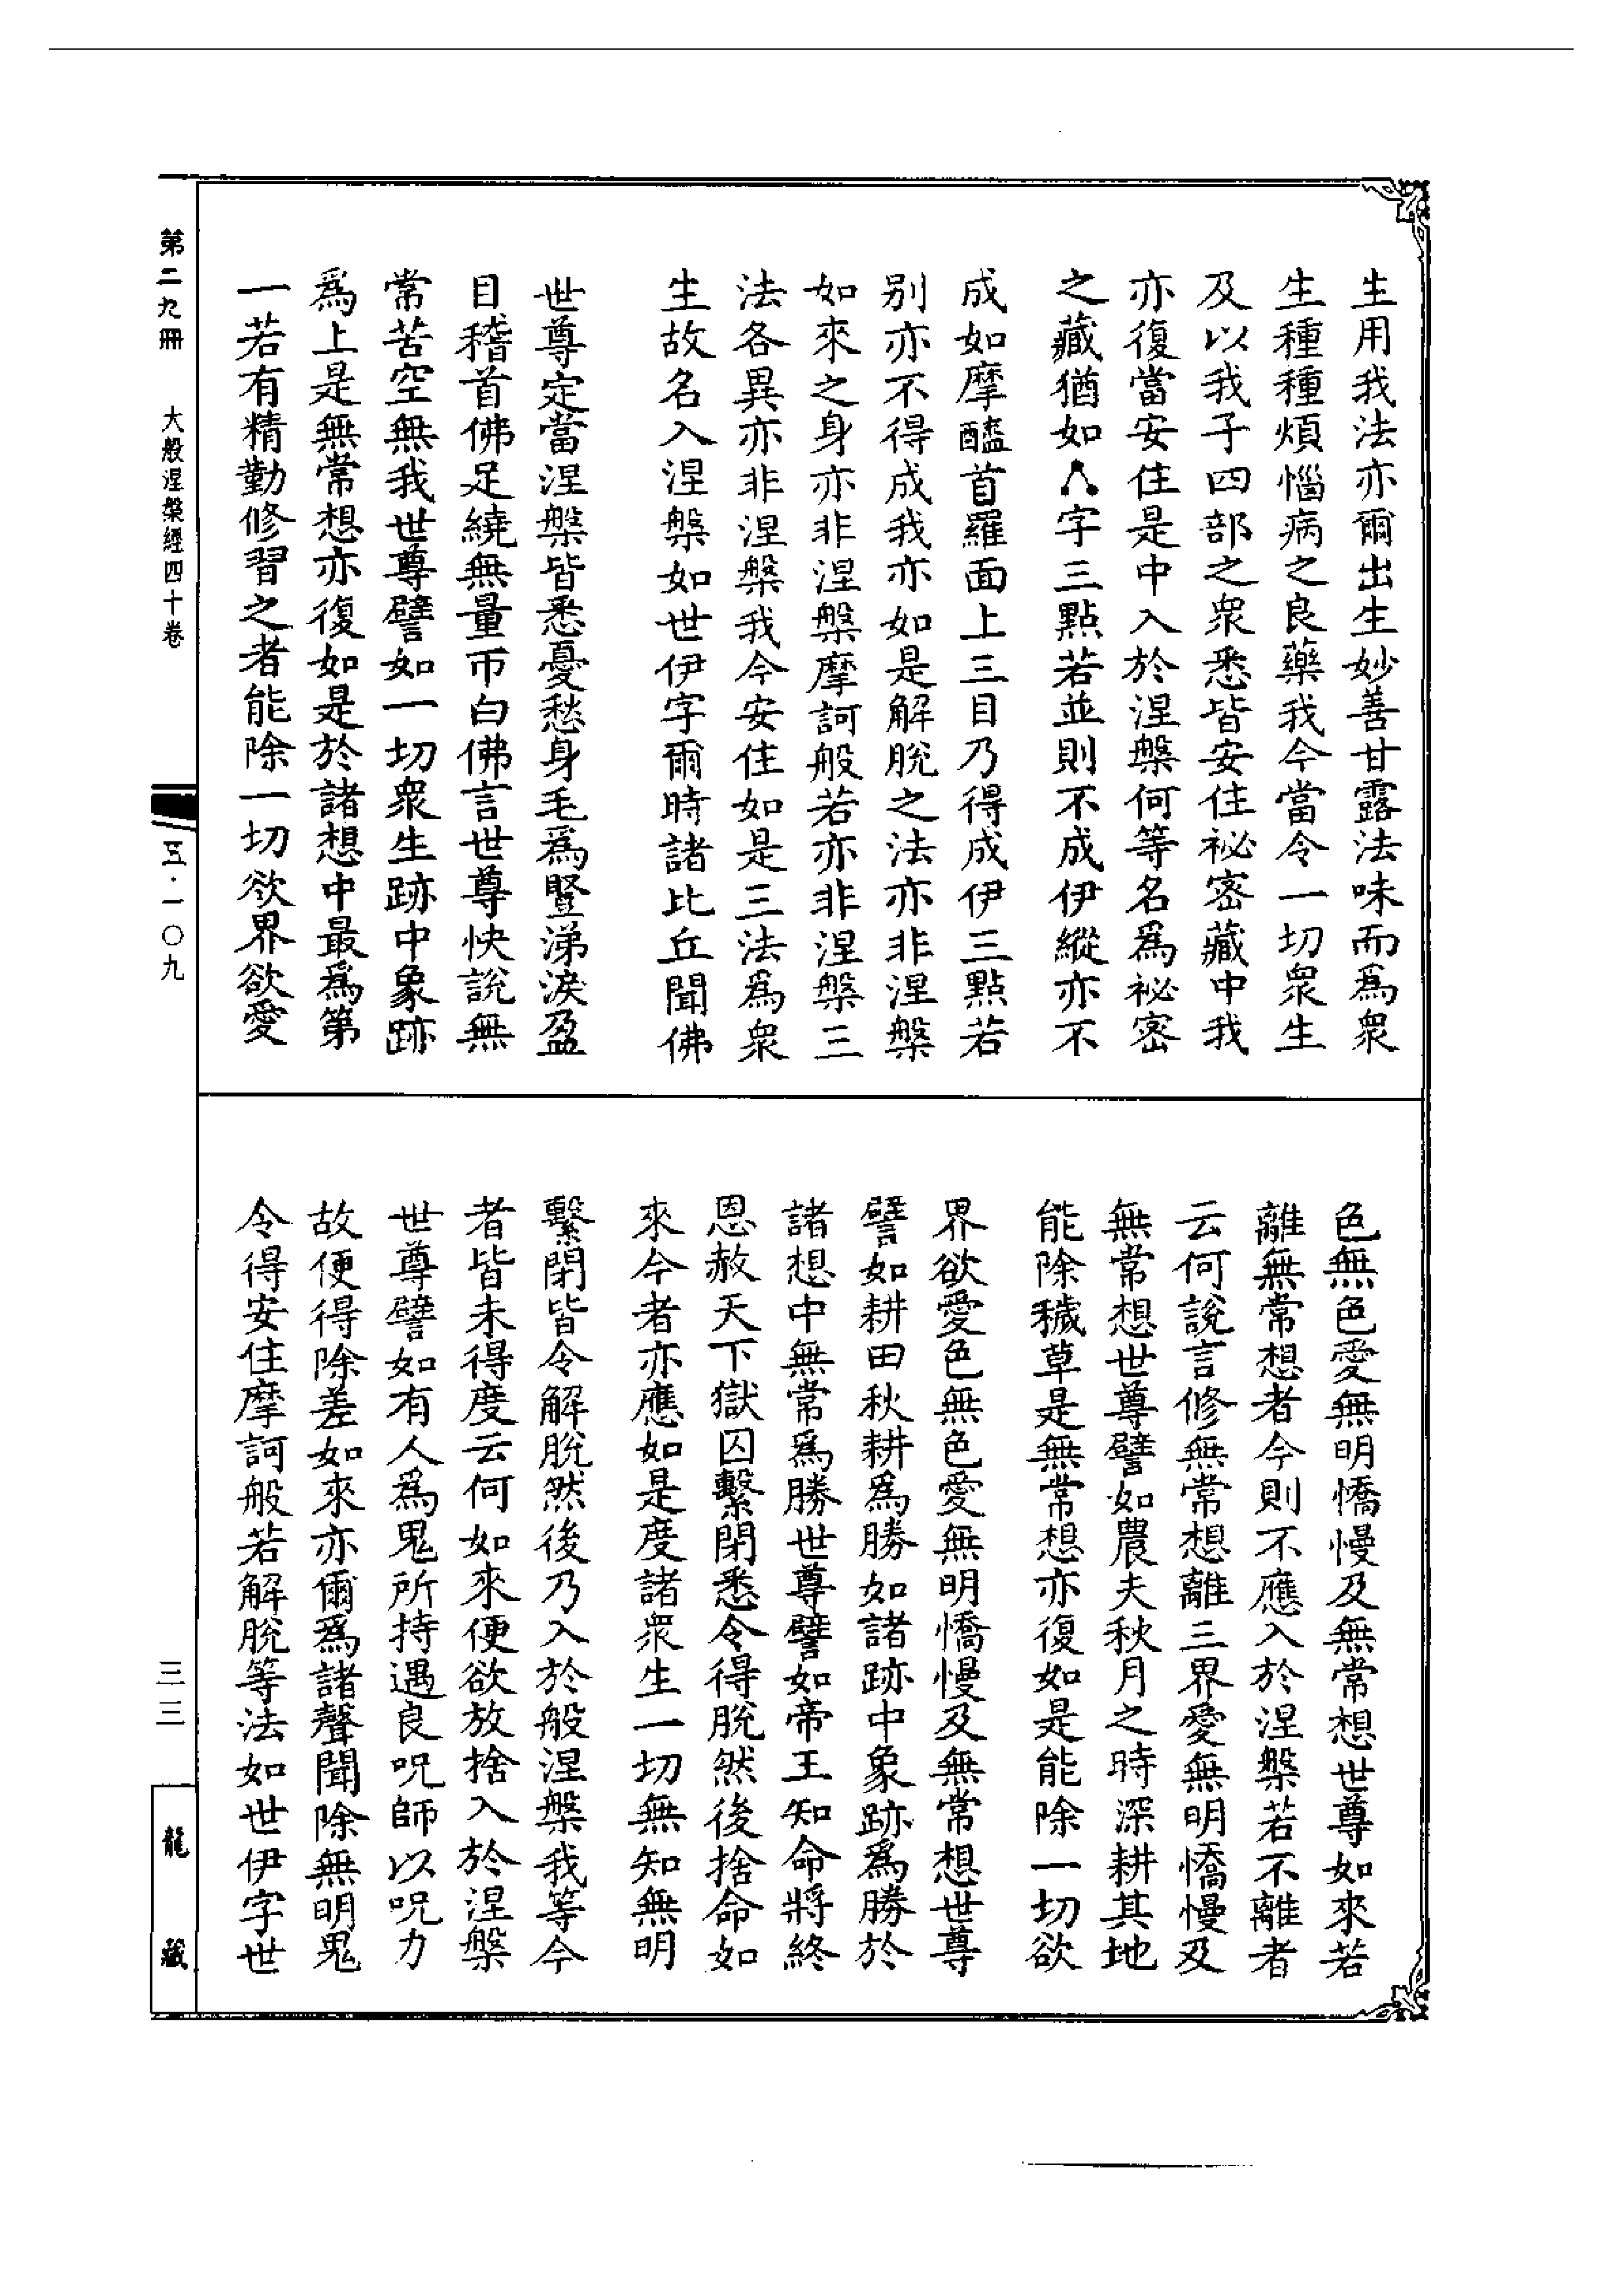 生用我法亦爾出生妙善甘露法味而爲衆
生種種煩惱病之良藥我今當令一切衆生
及以我子四部之衆悉皆安住祕密藏中我
亦復當安住是中入於涅槃何等名爲祕密
之藏猶如∴字三點若並則不成伊縱亦不
成如摩醯首羅面上三目乃得成伊三點若
别亦不得成我亦如是解脫之法亦非涅槃
如來之身亦非涅槃摩訶般若亦非涅槃三
法各異亦非涅槃我今安住如是三法爲衆
生故名入涅槃如世伊字爾時諸比丘聞佛
世尊定當涅槃皆悉憂愁身毛爲豎涕淚盈
目稽首佛足繞無量帀白佛言世尊快說無
常苦空無我世尊譬如一切衆生跡中象跡
爲上是無常想亦復如是於諸想中最爲第
一若有精勤修習之者能除一切欲界欲愛
色無色愛無明憍慢及無常想世尊如來若
離無常想者今則不應入於涅槃若不離者
云何說言修無常想離三界愛無明憍慢及
無常想世尊譬如農夫秋月之時深耕其地
能除穢草是無常想亦復如是能除一切欲
界欲愛色無色愛無明憍慢及無常想世尊
譬如耕田秋耕爲勝如諸跡中象跡爲勝於
諸想中無常爲勝世尊譬如帝王知命將終
恩赦天下獄囚繫閉悉令得脫然後捨命如
來今者亦應如是度諸衆生一切無知無明
繫閉皆令解脫然後乃入於般涅槃我等今
者皆未得度云何如來便欲放捨入於涅槃
世尊譬如有人爲鬼所持遇良呪師以呪力
故便得除差如來亦爾爲諸聲聞除無明鬼
令得安住摩訶般若解脫等法如世伊字世
第二九冊 大般涅槃經四十卷
五·一〇九
三三
龍藏